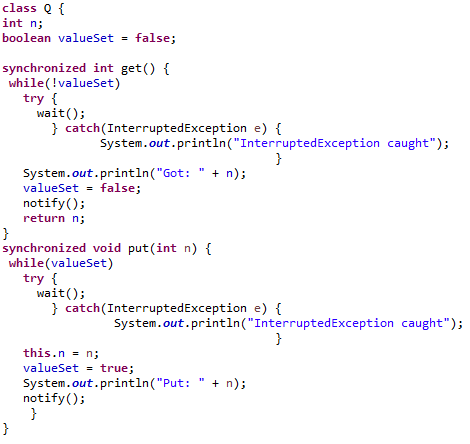 class Q {
int n;
boolean valueSet = false;

synchronized int get() {
 while(!valueSet)
   try {
     wait();
       } catch(InterruptedException e) {
              System.out.println("InterruptedException caught");
                                      }
   System.out.println("Got: " + n);
   valueSet = false;
   notify();
   return n;
}
synchronized void put(int n) {
 while(valueSet)
   try {
     wait();
       } catch(InterruptedException e) {
                System.out.println("InterruptedException caught");
                                      }
   this.n = n;
   valueSet = true;
   System.out.println("Put: " + n);
   notify();
    }
}